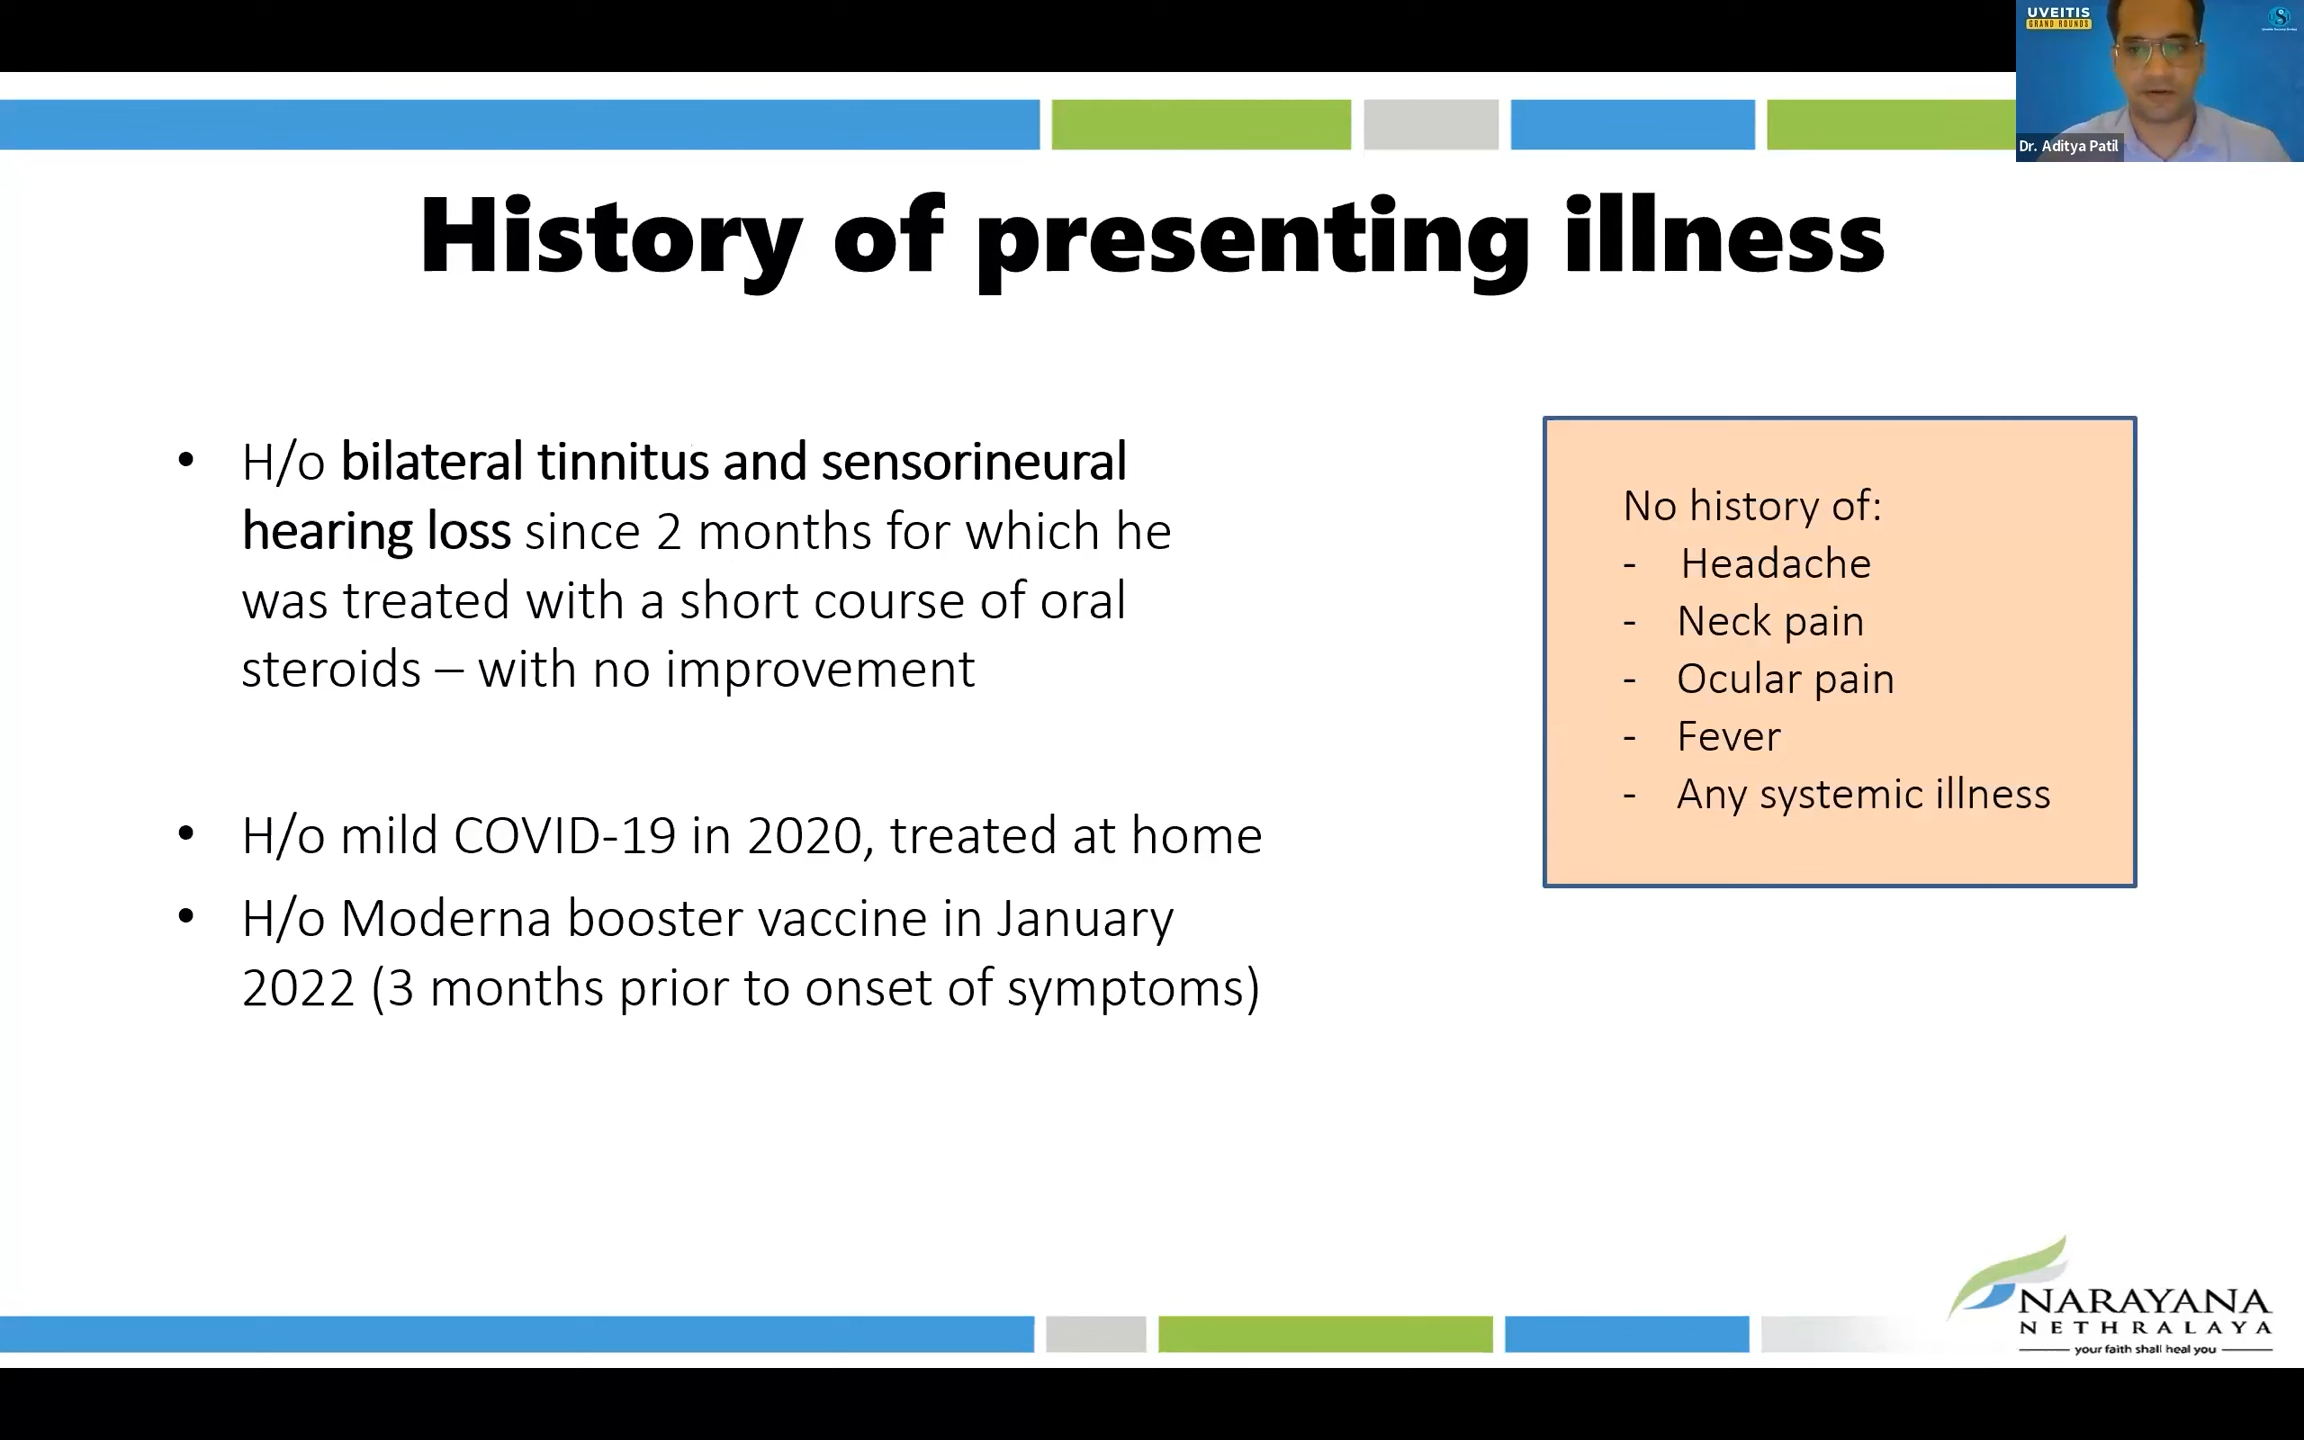 UVEITIS
GRAND ROUNDS
Dr. Aditya Patil
History of presenting illness
• H/o bilateral tinnitus and sensorineural
hearing loss since 2 months for which he
was treated with a short course of oral
steroids – with no improvement
• H/o mild COVID-19 in 2020, treated at home
• H/o Moderna booster vaccine in January
2022 (3 months prior to onset of symptoms)
No history of:
- Headache
- Neck pain
- Ocular pain
- Fever
- Any systemic illness
NARAYANA
NETHRALAYA
your faith shall heal you